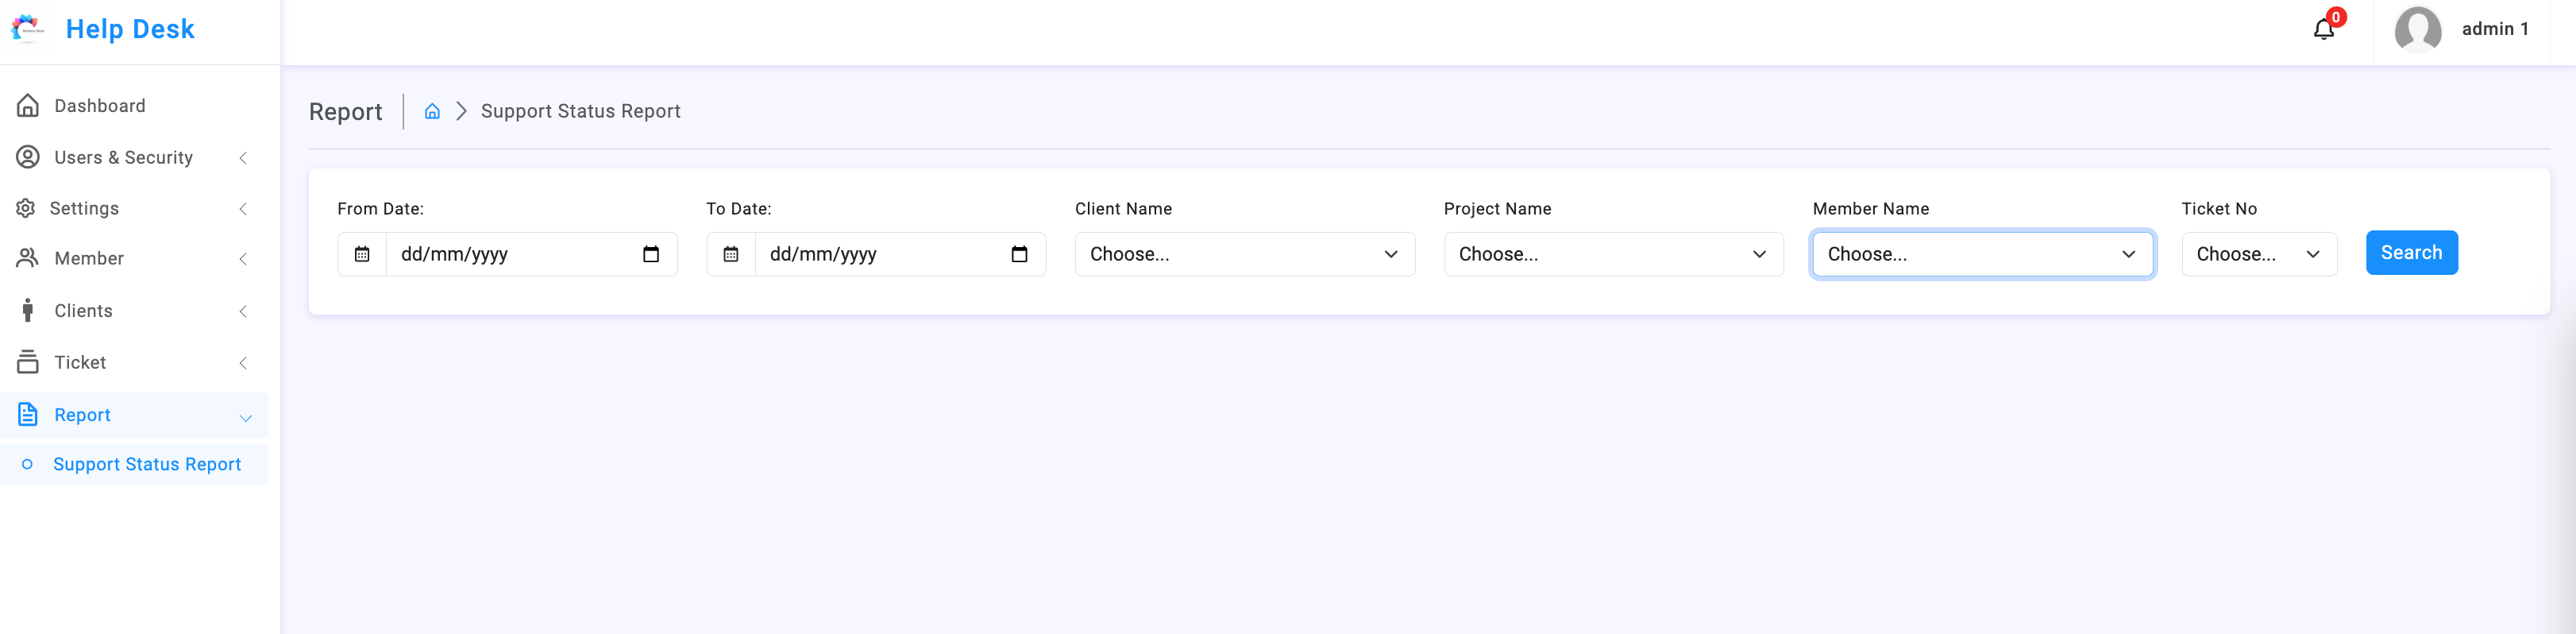 Help Desk
0
admin 1
Dashboard
Users & Security
Settings
Member
Clients
Ticket
Report
Support Status Report
Report
Support Status Report
From Date:
To Date:
Client Name
Project Name
Member Name
Ticket No
dd/mm/yyyy
dd/mm/yyyy
Choose...
Choose...
Choose...
Choose...
Search